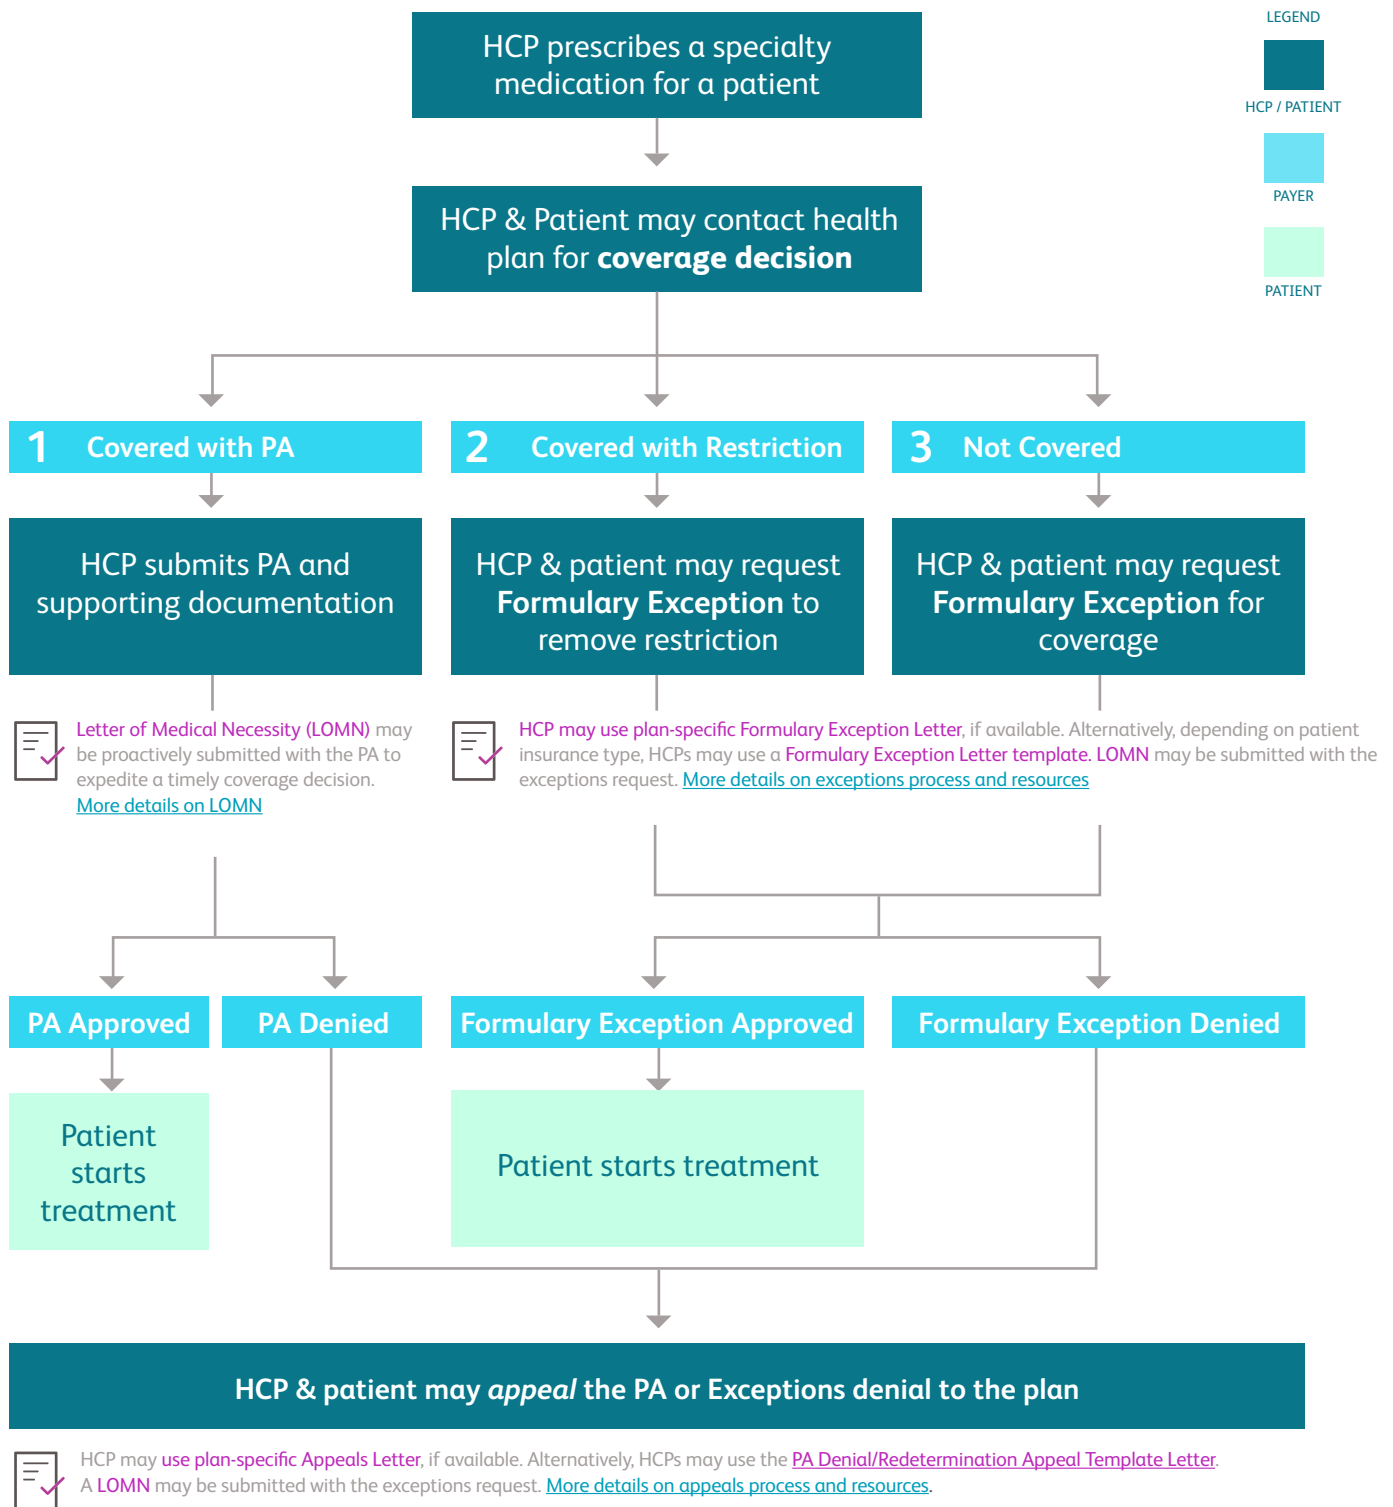 HCP prescribes a specialty
medication for a patient
LEGEND
HCP / PATIENT
PAYER
PATIENT
HCP & Patient may contact health
plan for coverage decision
1 Covered with PA
2 Covered with Restriction
3 Not Covered
HCP submits PA and
supporting documentation
HCP & patient may request
Formulary Exception to
remove restriction
HCP & patient may request
Formulary Exception for
coverage
Letter of Medical Necessity (LOMN) may
be proactively submitted with the PA to
expedite a timely coverage decision.
More details on LOMN
HCP may use plan-specific Formulary Exception Letter, if available. Alternatively, depending on patient
insurance type, HCPs may use a Formulary Exception Letter template. LOMN may be submitted with the
exceptions request. More details on exceptions process and resources
PA Approved
PA Denied
Formulary Exception Approved
Formulary Exception Denied
Patient
starts
treatment
Patient starts treatment
HCP & patient may appeal the PA or Exceptions denial to the plan
HCP may use plan-specific Appeals Letter, if available. Alternatively, HCPs may use the PA Denial/Redetermination Appeal Template Letter.
A LOMN may be submitted with the exceptions request. More details on appeals process and resources.